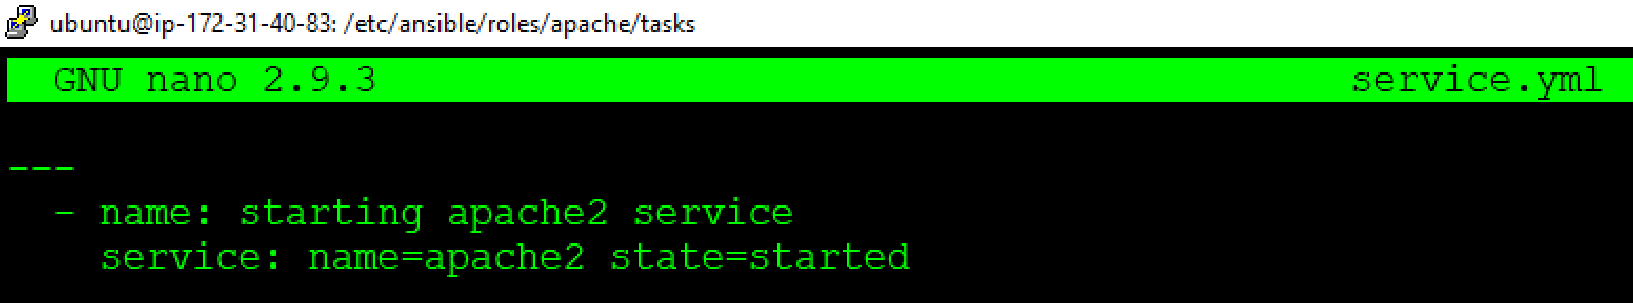 ubuntu@ip-172-31-40-83: /etc/ansible/roles/apache/tasks
GNU nano 2.9.3 service.yml
---
- name: starting apache2 service
service: name=apache2 state=started